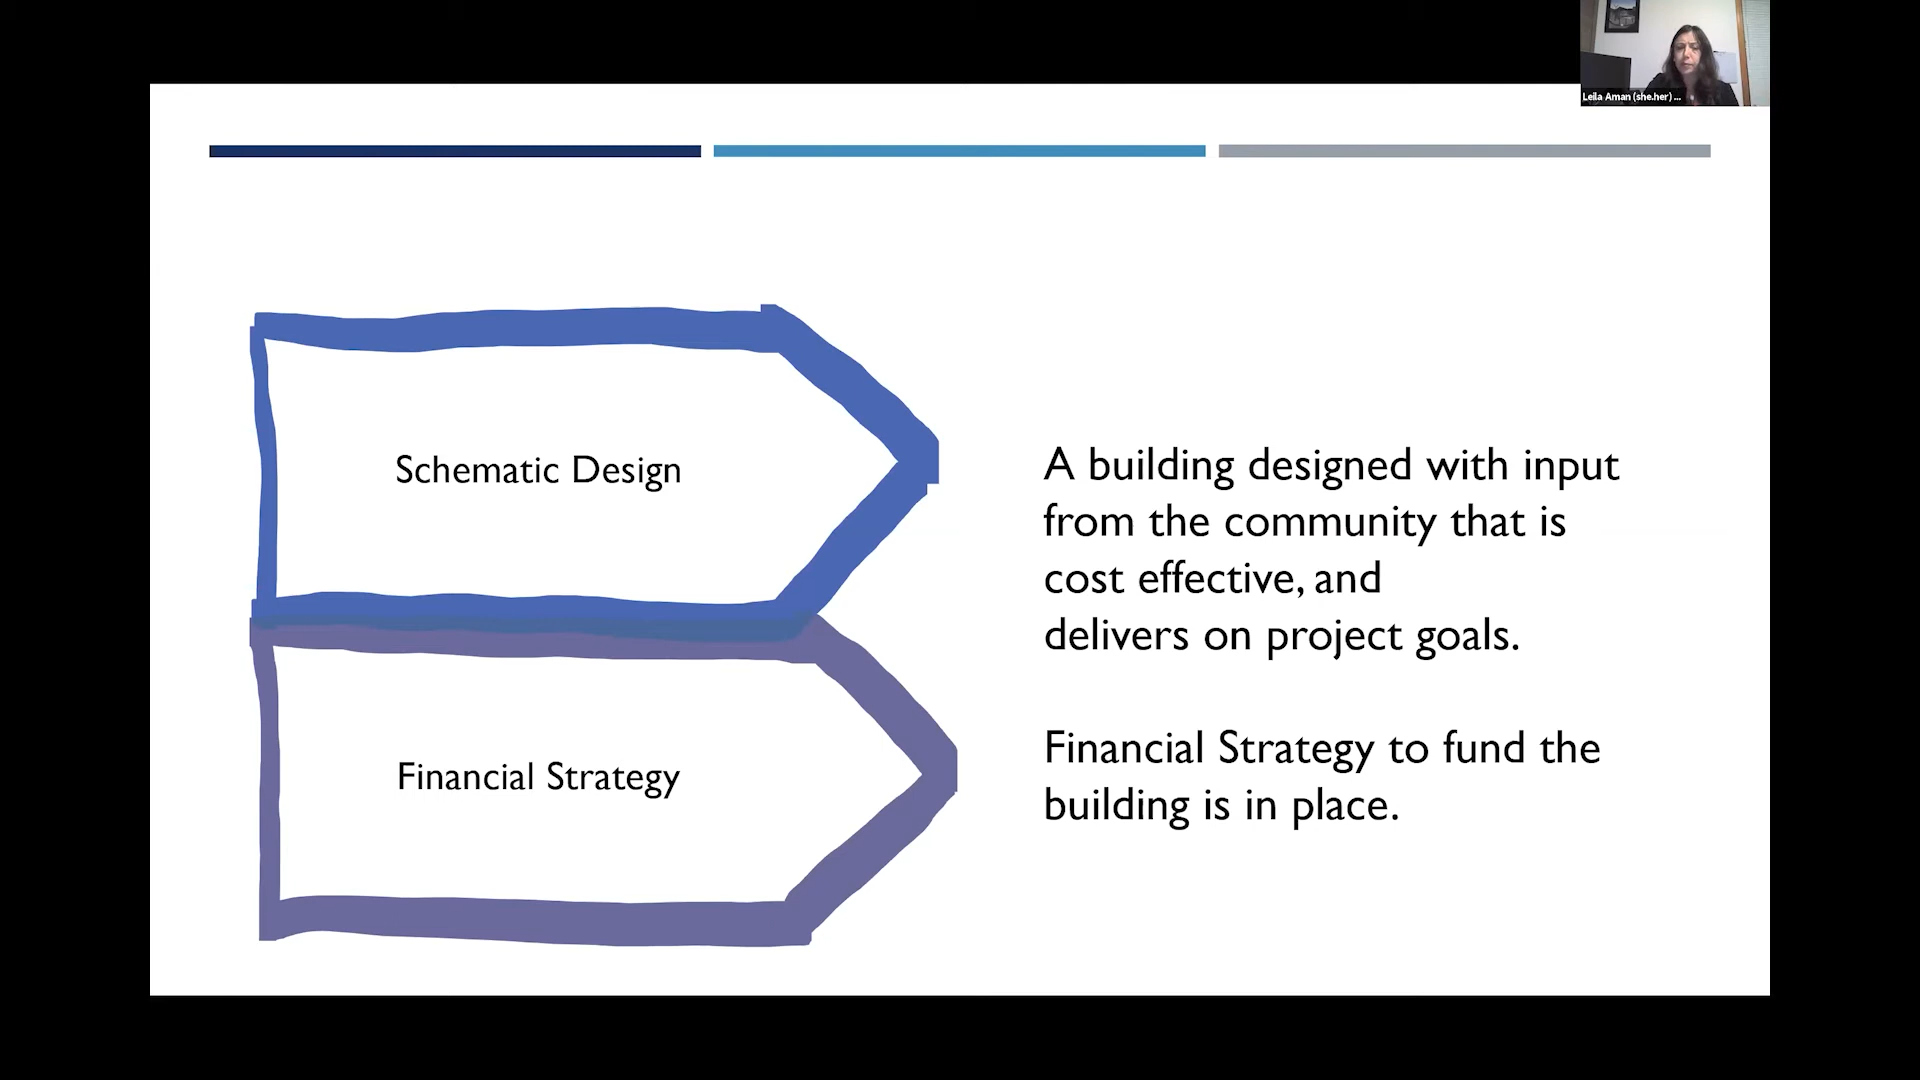 Leila Aman (she.her) ...
Schematic Design
A building designed with input
from the community that is
cost effective, and
delivers on project goals.
Financial Strategy
Financial Strategy to fund the
building is in place.